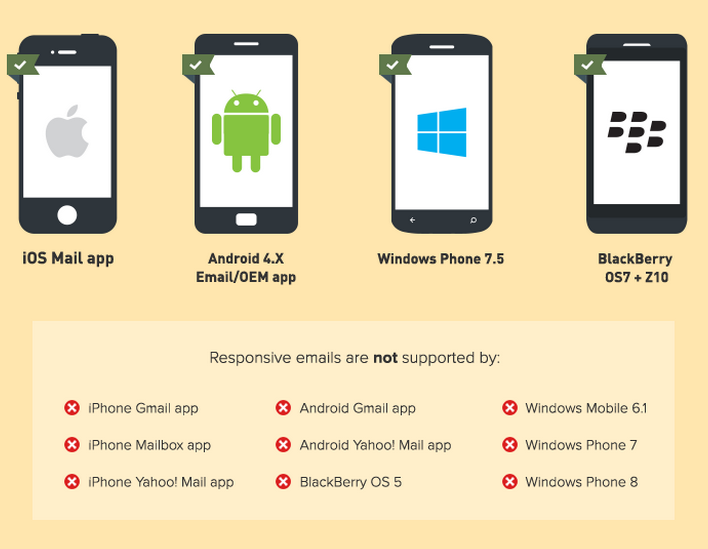 iOS Mail app
Android 4.X
Email/OEM app
Windows Phone 7.5
BlackBerry
OS7 + Z10
Responsive emails are not supported by:
iPhone Gmail app
Android Gmail app
Windows Mobile 6.1
iPhone Mailbox app
Android Yahoo! Mail app
Windows Phone 7
iPhone Yahoo! Mail app
BlackBerry OS 5
Windows Phone 8